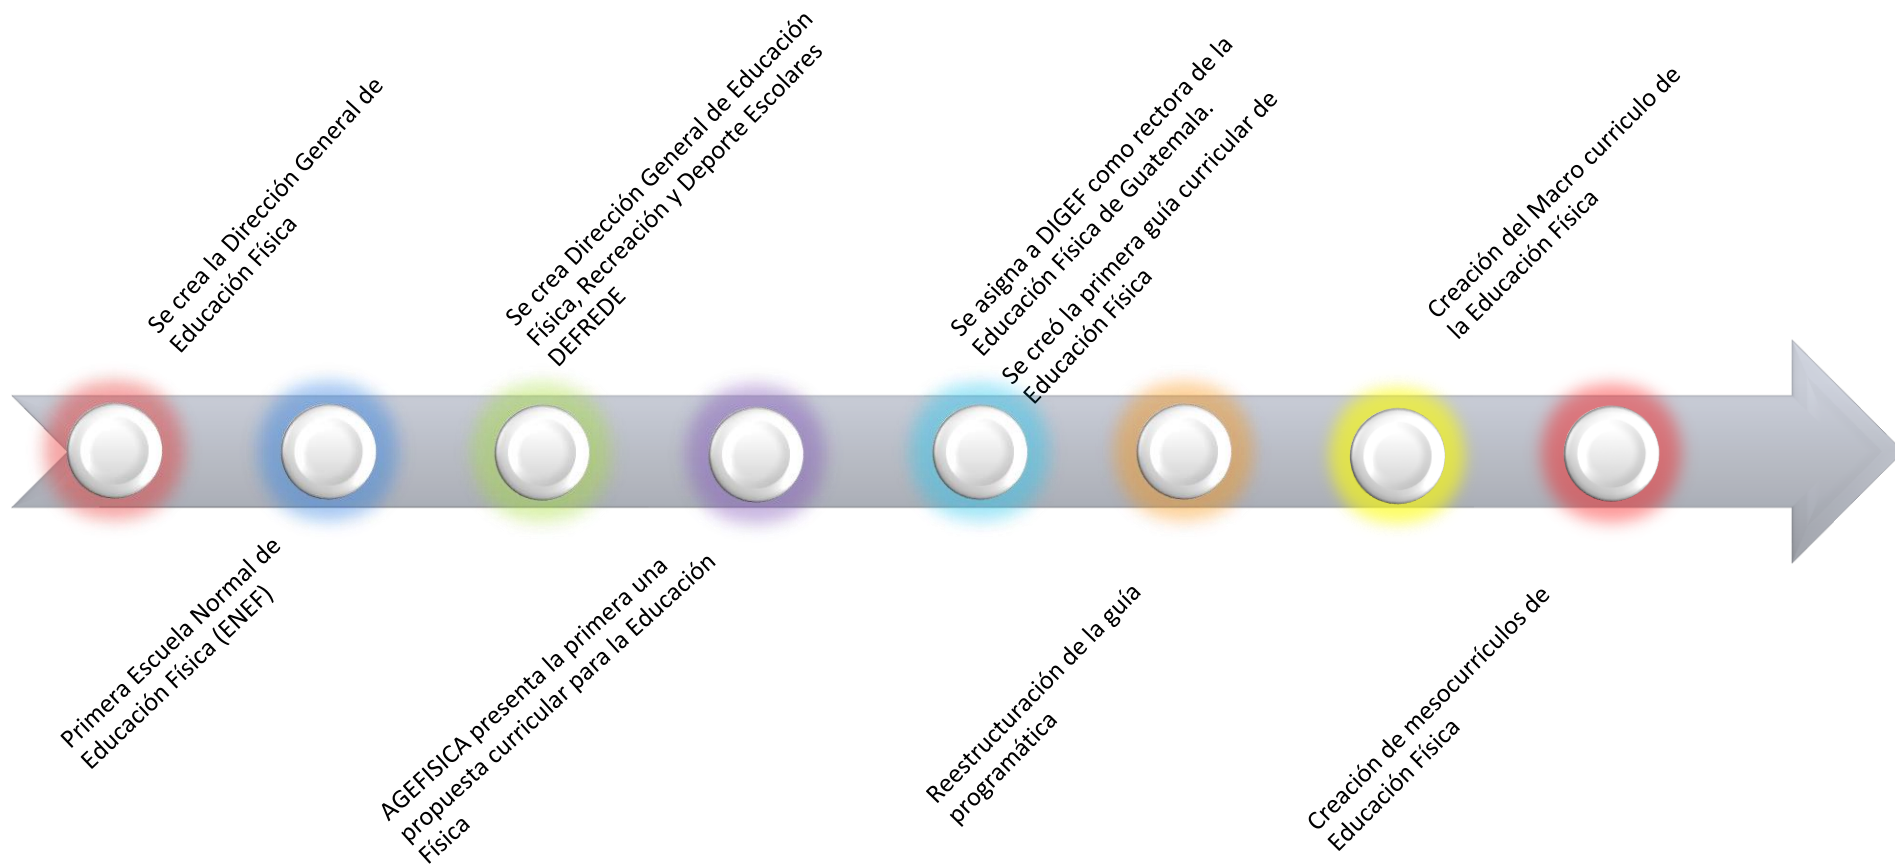 Se crea la Dirección General de
Educación Física
Se crea Dirección General de Educación
Física, Recreación y Deporte Escolares
DEFREDE
Se asigna a DIGEF como rectora de la
Educación Física de Guatemala.
Se creó la primera guía curricular de
Educación Física
Creación del Macro curriculo de
la Educación Física
Primera Escuela Normal de
Educación Física (ENEF)
AGEFISICA presenta la primera una
propuesta curricular para la Educación
Física
Reestructuración de la guía
programática
Creación de mesocurrículos de
Educación Física